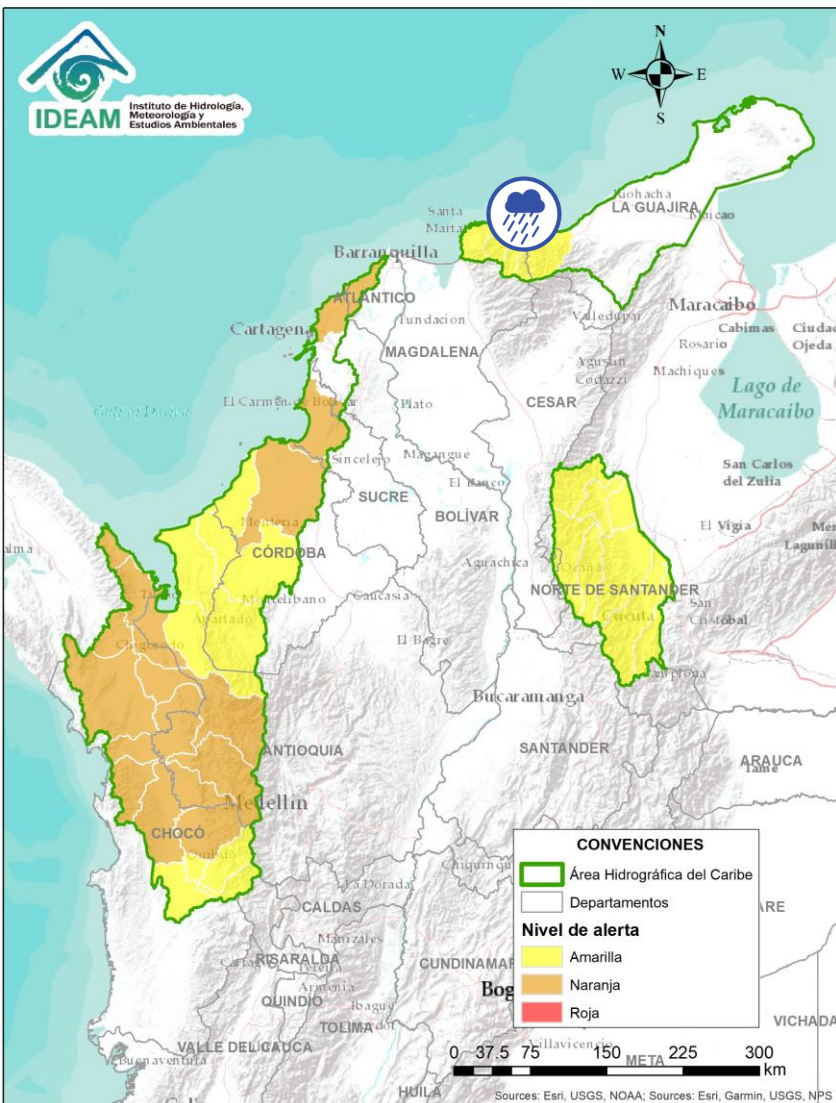 IDEAM
Instituto de Hidrología,
Meteorología y
Estudios Ambientales
N
W
E
S
Riohacha
LA GUAJIRA
Maicao
Santa
Marta
Barranquilla
ATLÁNTICO
Maracaibo
Cabimas
Ciudad
Ojeda
Cartagena
Fundación
Valledupar
Rosario
MAGDALENA
Agustín
Codazzi
Machiques
El Carmen de Bolívar
Plato
CESAR
Lago de
Maracaibo
Sincelejo
Magangué
San Carlos
del Zulia
El Banco
SUCRE
BOLÍVAR
Montería
El Vigía
CÓRDOBA
Aguachica
Ocaña
NORTE DE SANTANDER
Turbo
Montelíbano
Caucasia
Apartadó
San
Cristóbal
Cúcuta
Chigorodó
El Bagre
Pamplona
Bucaramanga
ANTIOQUIA
SANTANDER
ARAUCA
Tame
Medellín
CHOCÓ
Quibdó
La Dorada
CALDAS
Manizales
RISARALDA
Pereira
Armenia
QUINDÍO
Ibagué
TOLIMA
CUNDINAMAR
Bog
VALLE DEL CAUCA
Buenaventura
Villavicencio
META
VICHADA
HUILA
CONVENCIONES
Área Hidrográfica del Caribe
Departamentos
Nivel de alerta
Amarilla
Naranja
Roja
0 37.5 75 150 225 300
km
Sources: Esri, USGS, NOAA; Sources: Esri, Garmin, USGS, NPS